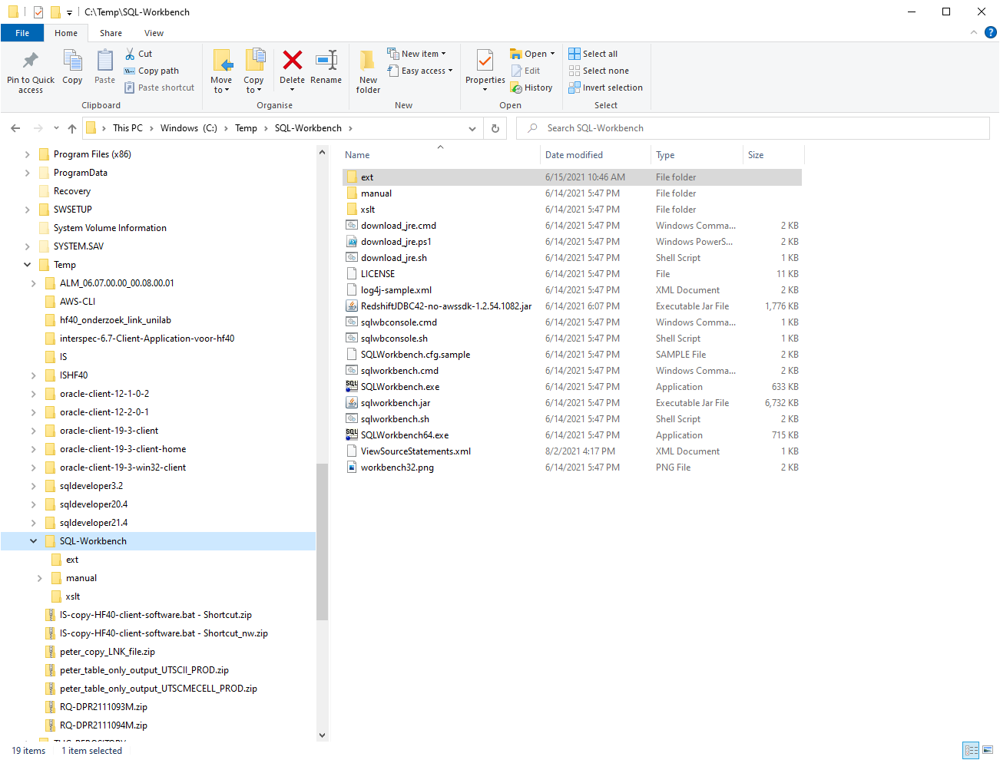 C:\Temp\SQL-Workbench
File Home Share View
Pin to Quick access
Copy
Paste
Cut
Copy path
Paste shortcut
Clipboard
Move to
Copy to
Delete
Rename
Organise
New folder
New item
Easy access
New
Properties
Open
Edit
History
Open
Select all
Select none
Invert selection
Select
This PC > Windows (C:) > Temp > SQL-Workbench >
Search SQL-Workbench
Program Files (x86)
ProgramData
Recovery
SWSETUP
System Volume Information
SYSTEM.SAV
Temp
ALM_06.07.00.00_00.08.00.01
AWS-CLI
hf40_onderzoek_link_unilab
interspec-6.7-Client-Application-voor-hf40
IS
ISHF40
oracle-client-12-1-0-2
oracle-client-12-2-0-1
oracle-client-19-3-client
oracle-client-19-3-client-home
oracle-client-19-3-win32-client
sqldeveloper3.2
sqldeveloper20.4
sqldeveloper21.4
SQL-Workbench
ext
manual
xslt
IS-copy-HF40-client-software.bat - Shortcut.zip
IS-copy-HF40-client-software.bat - Shortcut_nw.zip
peter_copy_LNK_file.zip
peter_table_only_output_UTSCII_PROD.zip
peter_table_only_output_UTSCMECELL_PROD.zip
RQ-DPR2111093M.zip
RQ-DPR2111094M.zip
Name Date modified Type Size
ext 6/15/2021 10:46 AM File folder
manual 6/14/2021 5:47 PM File folder
xslt 6/14/2021 5:47 PM File folder
download_jre.cmd 6/14/2021 5:47 PM Windows Comma... 2 KB
download_jre.ps1 6/14/2021 5:47 PM Windows PowerS... 2 KB
download_jre.sh 6/14/2021 5:47 PM Shell Script 1 KB
LICENSE 6/14/2021 5:47 PM File 11 KB
log4j-sample.xml 6/14/2021 5:47 PM XML Document 2 KB
RedshiftJDBC42-no-awssdk-1.2.54.1082.jar 6/14/2021 6:07 PM Executable Jar File 1,776 KB
sqlwbconsole.cmd 6/14/2021 5:47 PM Windows Comma... 1 KB
sqlwbconsole.sh 6/14/2021 5:47 PM Shell Script 1 KB
SQLWorkbench.cfg.sample 6/14/2021 5:47 PM SAMPLE File 2 KB
sqlworkbench.cmd 6/14/2021 5:47 PM Windows Comma... 1 KB
SQLWorkbench.exe 6/14/2021 5:47 PM Application 633 KB
sqlworkbench.jar 6/14/2021 5:47 PM Executable Jar File 6,732 KB
sqlworkbench.sh 6/14/2021 5:47 PM Shell Script 2 KB
SQLWorkbench64.exe 6/14/2021 5:47 PM Application 715 KB
ViewSourceStatements.xml 8/2/2021 4:17 PM XML Document 1 KB
workbench32.png 6/14/2021 5:47 PM PNG File 2 KB
19 items 1 item selected